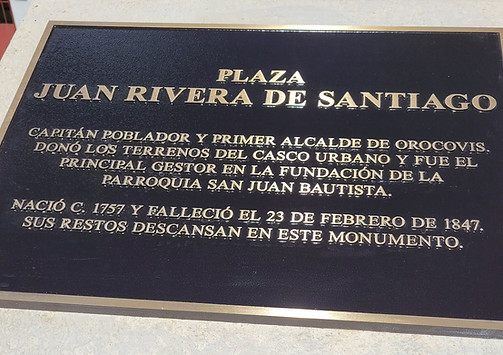 PLAZA
JUAN RIVERA DE SANTIAGO
CAPITÁN POBLADOR Y PRIMER ALCALDE DE OROCOVIS.
DONÓ LOS TERRENOS DEL CASCO URBANO Y FUE EL
PRINCIPAL GESTOR EN LA FUNDACIÓN DE LA
PARROQUIA SAN JUAN BAUTISTA.
NACIÓ C. 1757 Y FALLECIÓ EL 23 DE FEBRERO DE 1847.
SUS RESTOS DESCANSAN EN ESTE MONUMENTO.